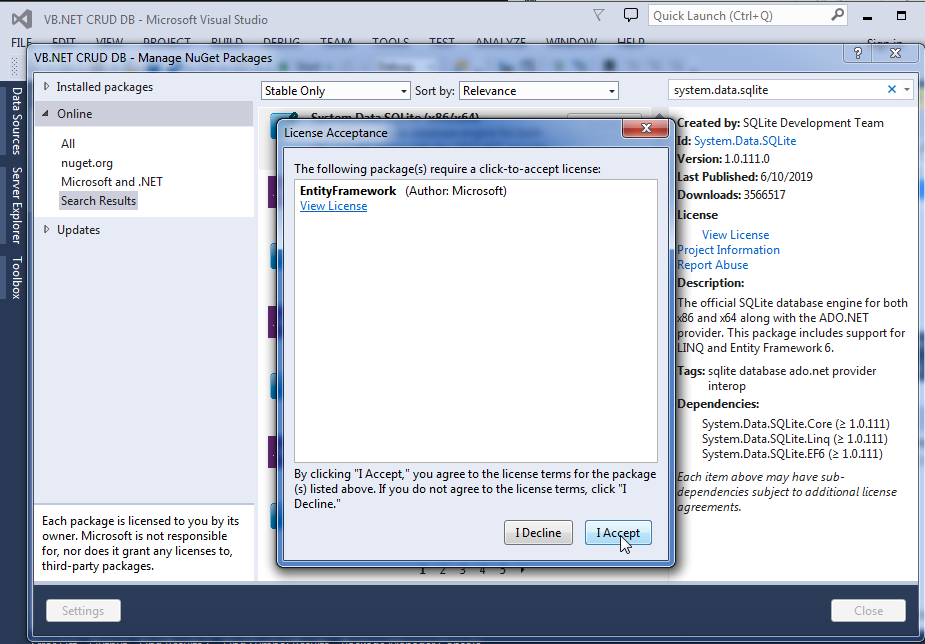 VB.NET CRUD DB - Microsoft Visual Studio
Quick Launch (Ctrl+Q)
FILE EDIT VIEW PROJECT BUILD DEBUG TEAM TOOLS TEST ANALYZE WINDOW HELP
Sign in
VB.NET CRUD DB - Manage NuGet Packages
Data Sources
Server Explorer
Toolbox
Installed packages
Online
All
nuget.org
Microsoft and .NET
Search Results
Updates
Each package is licensed to you by its
owner. Microsoft is not responsible
for, nor does it grant any licenses to,
third-party packages.
Stable Only
Sort by: Relevance
System.Data.SQLite (x86/x64)
License Acceptance
The following package(s) require a click-to-accept license:
EntityFramework (Author: Microsoft)
View License
By clicking "I Accept," you agree to the license terms for the package
(s) listed above. If you do not agree to the license terms, click "I
Decline."
I Decline
I Accept
1 2 3 4 5
system.data.sqlite
Created by: SQLite Development Team
Id: System.Data.SQLite
Version: 1.0.111.0
Last Published: 6/10/2019
Downloads: 3566517
License
View License
Project Information
Report Abuse
Description:
The official SQLite database engine for both
x86 and x64 along with the ADO.NET
provider. This package includes support for
LINQ and Entity Framework 6.
Tags: sqlite database ado.net provider
interop
Dependencies:
System.Data.SQLite.Core (≥ 1.0.111)
System.Data.SQLite.Linq (≥ 1.0.111)
System.Data.SQLite.EF6 (≥ 1.0.111)
Each item above may have sub-
dependencies subject to additional license
agreements.
Settings
Close